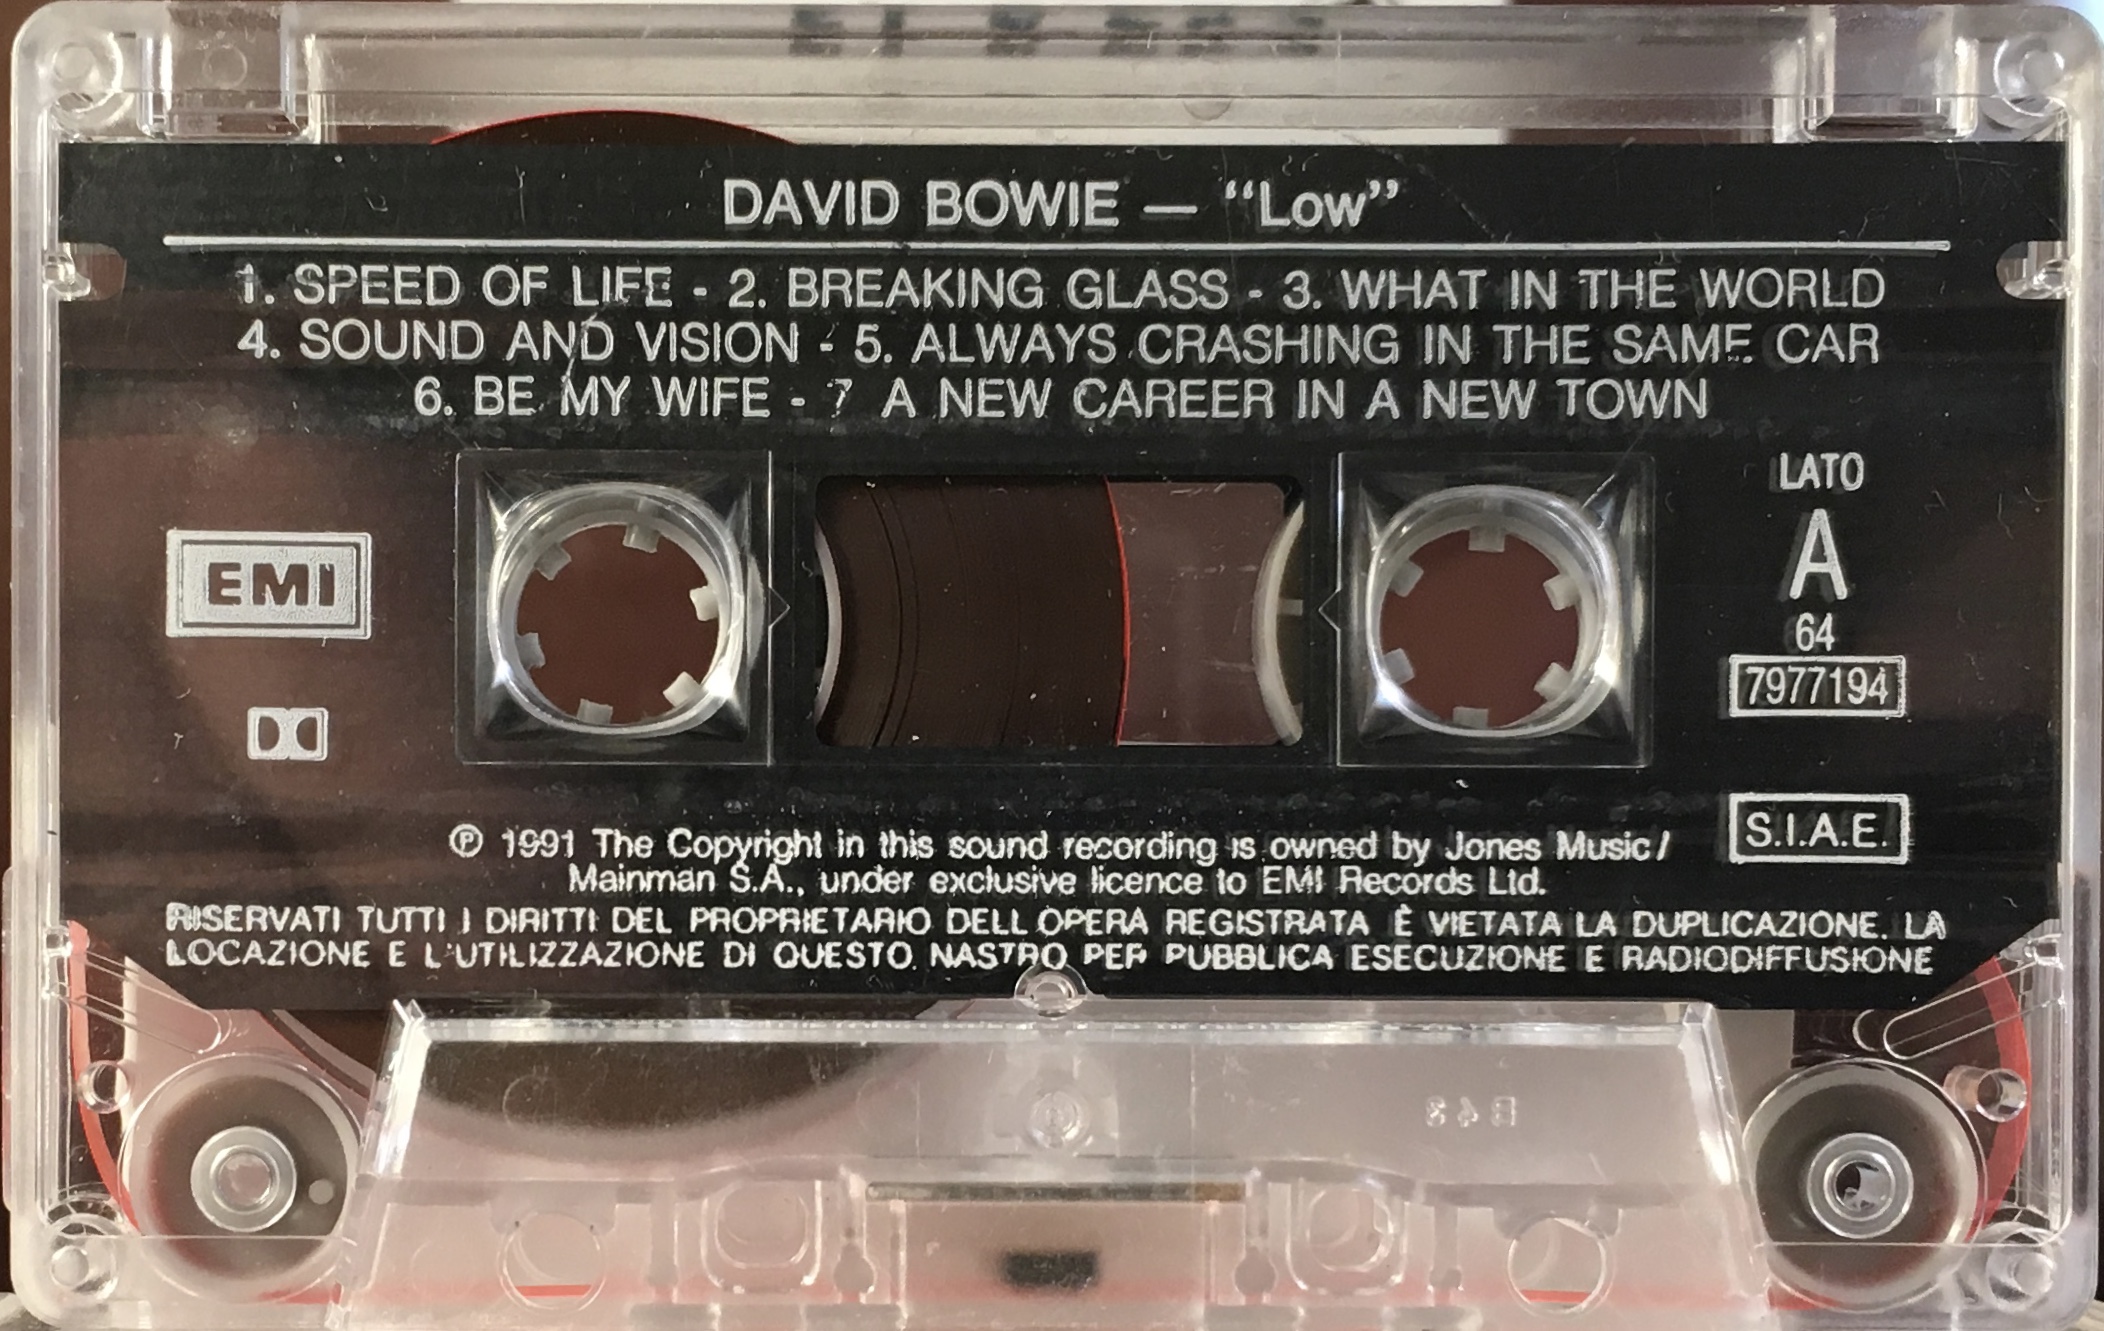 DAVID BOWIE — “Low”
1. SPEED OF LIFE - 2. BREAKING GLASS - 3. WHAT IN THE WORLD
4. SOUND AND VISION - 5. ALWAYS CRASHING IN THE SAME CAR
6. BE MY WIFE - 7 A NEW CAREER IN A NEW TOWN
LATO
A
64
7977194
EMI
S.I.A.E.
℗ 1991 The Copyright in this sound recording is owned by Jones Music/
Mainman S.A., under exclusive licence to EMI Records Ltd.
RISERVATI TUTTI I DIRITTI DEL PROPRIETARIO DELL OPERA REGISTRATA È VIETATA LA DUPLICAZIONE. LA
LOCAZIONE E L'UTILIZZAZIONE DI QUESTO NASTRO PER PUBBLICA ESECUZIONE E RADIODIFFUSIONE
B43